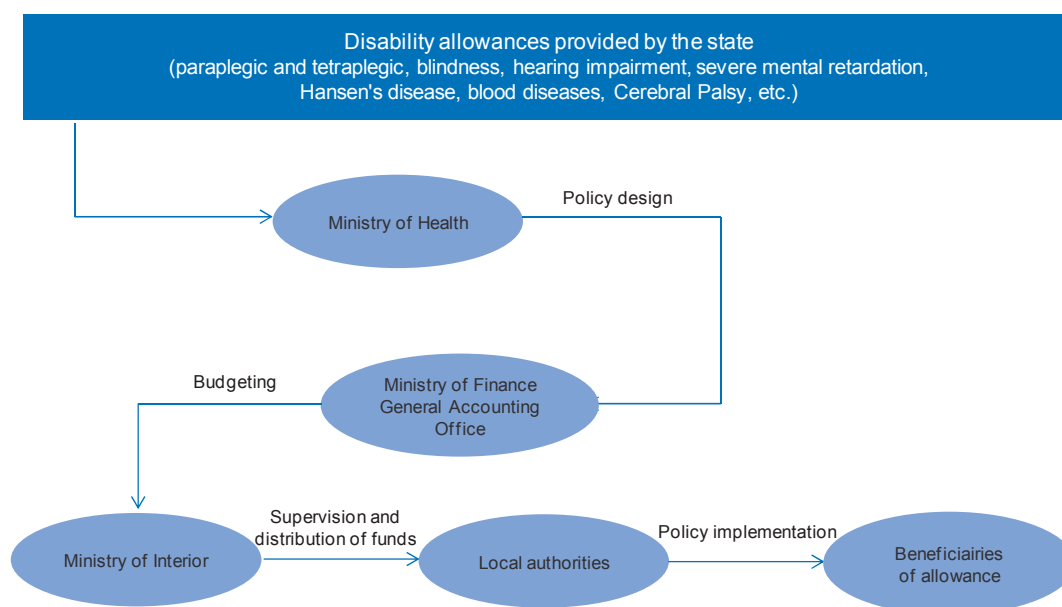 Disability allowances provided by the state
(paraplegic and tetraplegic, blindness, hearing impairment, severe mental retardation,
Hansen's disease, blood diseases, Cerebral Palsy, etc.)
Ministry of Health
Policy design
Budgeting
Ministry of Finance
General Accounting
Office
Ministry of Interior
Supervision and
distribution of funds
Local authorities
Policy implementation
Beneficiairies
of allowance